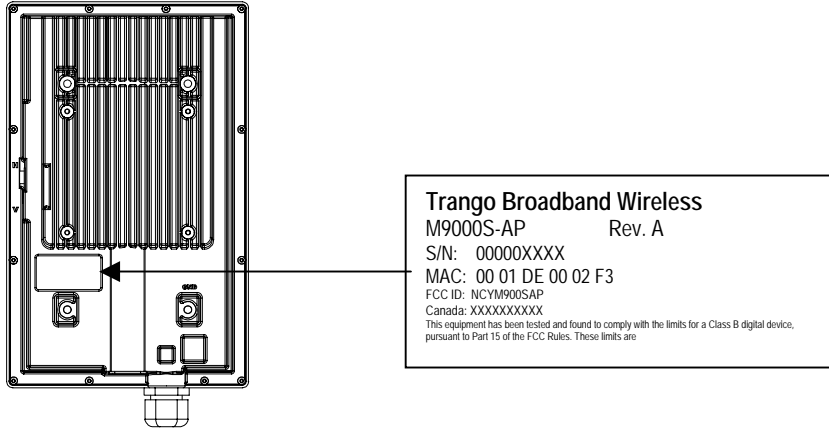 H
V
GND
Trango Broadband Wireless
M9000S-AP Rev. A
S/N: 00000XXXX
MAC: 00 01 DE 00 02 F3
FCC ID: NCYM900SAP
Canada: XXXXXXXXXX
This equipment has been tested and found to comply with the limits for a Class B digital device,
pursuant to Part 15 of the FCC Rules. These limits are